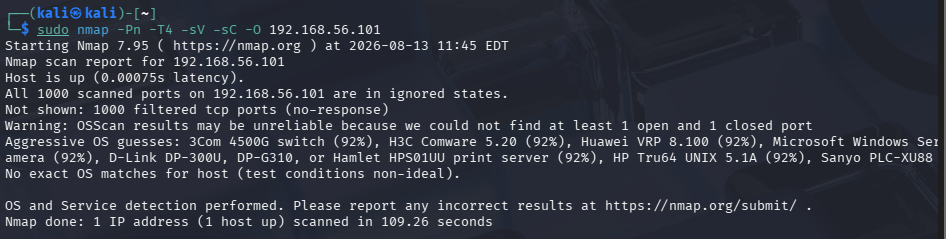 ┌──(kali㉿kali)-[~]
└─$ sudo nmap -Pn -T4 -sV -sC -O 192.168.56.101
Starting Nmap 7.95 ( https://nmap.org ) at 2026-08-13 11:45 EDT
Nmap scan report for 192.168.56.101
Host is up (0.00075s latency).
All 1000 scanned ports on 192.168.56.101 are in ignored states.
Not shown: 1000 filtered tcp ports (no-response)
Warning: OSScan results may be unreliable because we could not find at least 1 open and 1 closed port
Aggressive OS guesses: 3Com 4500G switch (92%), H3C Comware 5.20 (92%), Huawei VRP 8.100 (92%), Microsoft Windows Ser
amera (92%), D-Link DP-300U, DP-G310, or Hamlet HPS01UU print server (92%), HP Tru64 UNIX 5.1A (92%), Sanyo PLC-XU88
No exact OS matches for host (test conditions non-ideal).

OS and Service detection performed. Please report any incorrect results at https://nmap.org/submit/ .
Nmap done: 1 IP address (1 host up) scanned in 109.26 seconds